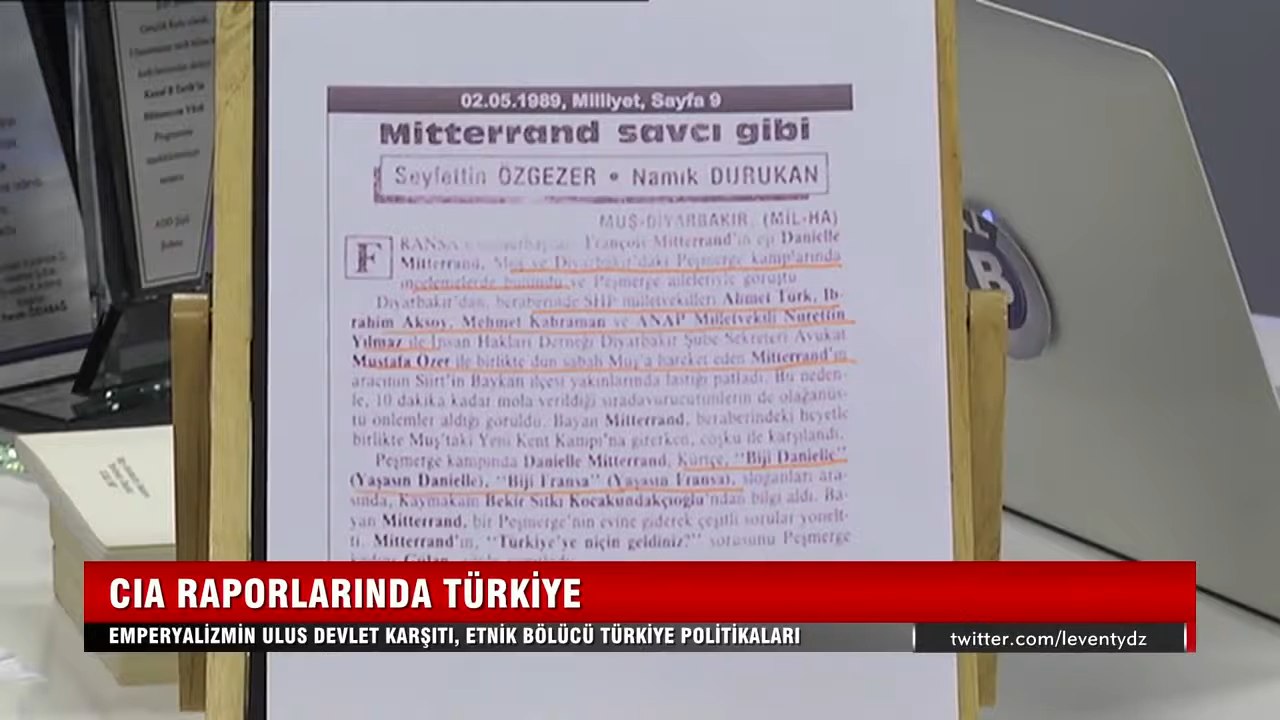 02.05.1989, Milliyet, Sayfa 9
Mitterrand savcı gibi
Seyfettin ÖZGEZER • Namık DURUKAN
MUŞ-DİYARBAKIR, (MİL-HA)
FRANSA François Mitterrand'ın eşi Danielle
Mitterrand, Muş ve Diyarbakır'daki Peşmerge kamplarında
incelemelerde bulundu ve Peşmerge aileleriyle görüştü
Diyarbakır'dan, beraberinde SHP milletvekilleri Ahmet Türk, İb-
rahim Aksoy, Mehmet Kahraman ve ANAP Milletvekili Nurettin
Yılmaz ile İnsan Hakları Derneği Diyarbakır Şube Sekreteri Avukat
Mustafa Özer ile birlikte dün sabah Muş'a hareket eden Mitterrand'ın
aracının Siirt'in Baykan ilçesi yakınlarında lastiği patladı. Bu neden-
le, 10 dakika kadar mola verildiği sırada vurucu timlerin de olağanüs-
tü önlemler aldığı görüldü. Bayan Mitterrand, beraberindeki heyetle
birlikte Muş'taki Yeni Kent Kampı'na girerken, coşku ile karşılandı.
Peşmerge kampında Danielle Mitterrand, Kürtçe, "Biji Danielle"
(Yaşasın Danielle), "Biji Fransa" (Yaşasın Fransa), sloganları ara-
sında, Kaymakam Bekir Sıtkı Kocakundakçıoğlu'ndan bilgi aldı. Ba-
yan Mitterrand, bir Peşmerge'nin evine giderek çeşitli sorular yönelt-
ti. Mitterrand'ın, "Türkiye'ye niçin geldiniz?" sorusunu Peşmerge
CIA RAPORLARINDA TÜRKİYE
EMPERYALİZMİN ULUS DEVLET KARŞITI, ETNİK BÖLÜCÜ TÜRKİYE POLİTİKALARI
twitter.com/leventydz